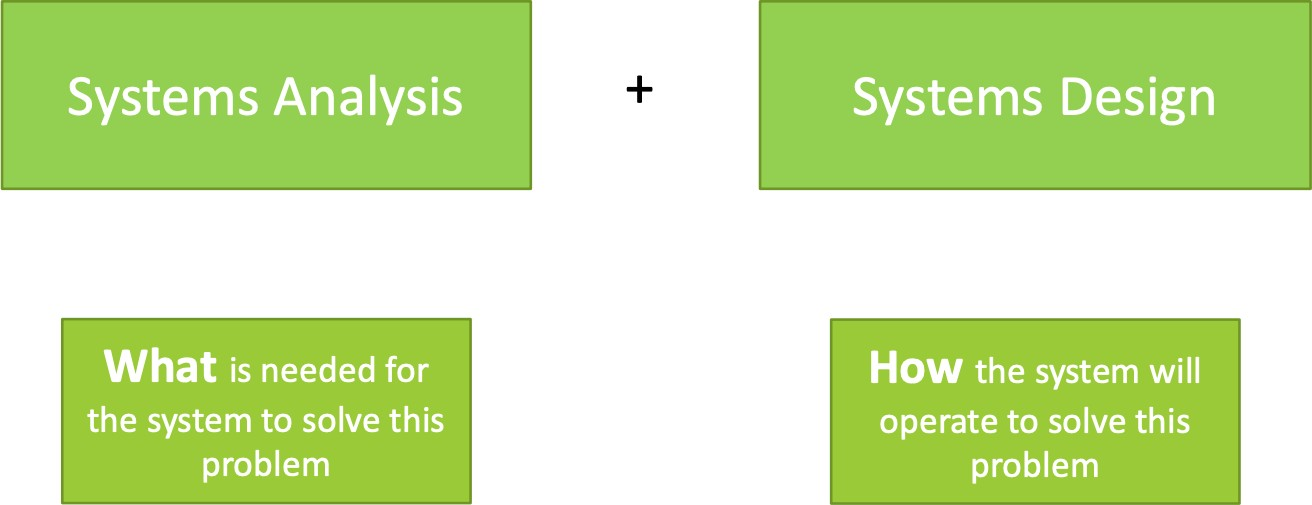 Systems Analysis
+
Systems Design
What is needed for
the system to solve this
problem
How the system will
operate to solve this
problem